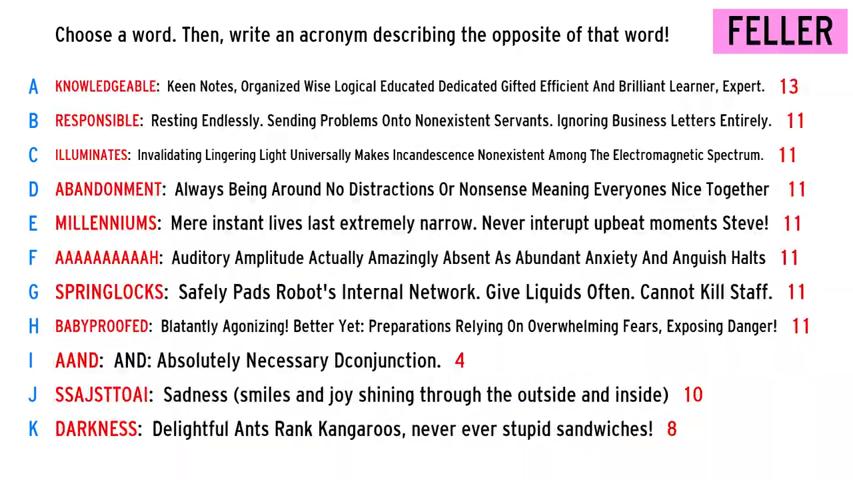 Choose a word. Then, write an acronym describing the opposite of that word!
FELLER
A KNOWLEDGEABLE: Keen Notes, Organized Wise Logical Educated Dedicated Gifted Efficient And Brilliant Learner, Expert. 13
B RESPONSIBLE: Resting Endlessly. Sending Problems Onto Nonexistent Servants. Ignoring Business Letters Entirely. 11
C ILLUMINATES: Invalidating Lingering Light Universally Makes Incandescence Nonexistent Among The Electromagnetic Spectrum. 11
D ABANDONMENT: Always Being Around No Distractions Or Nonsense Meaning Everyones Nice Together 11
E MILLENNIUMS: Mere instant lives last extremely narrow. Never interupt upbeat moments Steve! 11
F AAAAAAAAAAH: Auditory Amplitude Actually Amazingly Absent As Abundant Anxiety And Anguish Halts 11
G SPRINGLOCKS: Safely Pads Robot's Internal Network. Give Liquids Often. Cannot Kill Staff. 11
H BABYPROOFED: Blatantly Agonizing! Better Yet: Preparations Relying On Overwhelming Fears, Exposing Danger! 11
I AAND: AND: Absolutely Necessary Dconjunction. 4
J SSAJSTTOAI: Sadness (smiles and joy shining through the outside and inside) 10
K DARKNESS: Delightful Ants Rank Kangaroos, never ever stupid sandwiches! 8